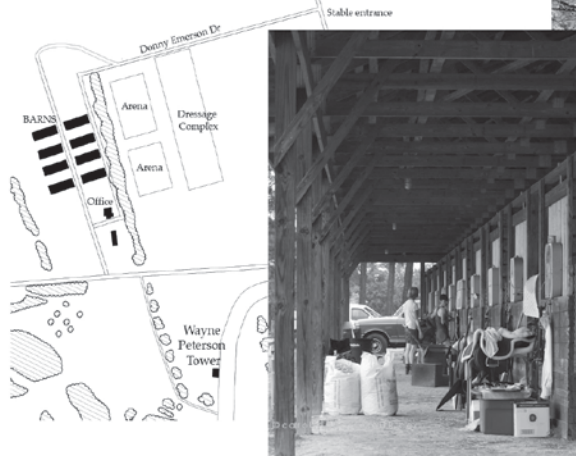 Stable entrance
Donny Emerson Dr
Arena
Dressage
Complex
BARNS
Arena
Office
Wayne
Peterson
Tower